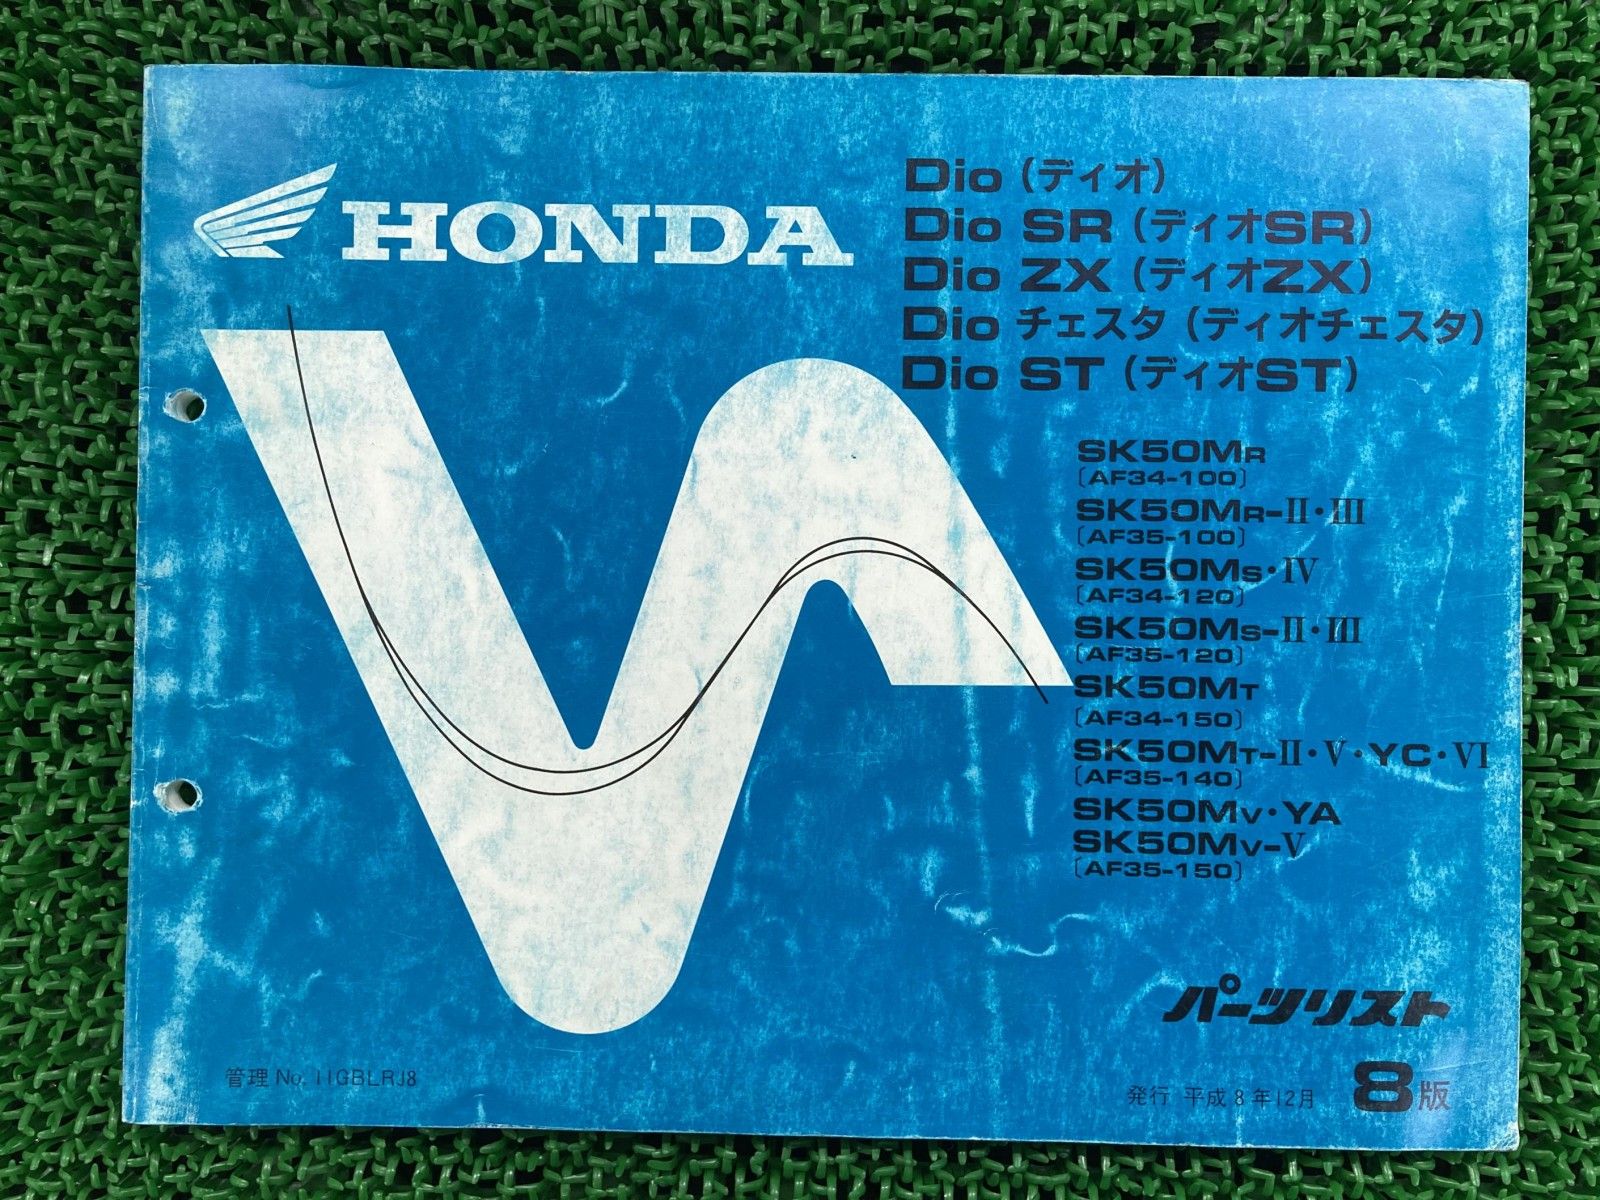 HONDA
Dio (ディオ)
Dio SR (ディオSR)
Dio ZX (ディオZX)
Dio チェスタ (ディオチェスタ)
Dio ST (ディオST)
SK50MR
〔AF34-100〕
SK50MR-II・III
〔AF35-100〕
SK50MS・IV
〔AF34-120〕
SK50MS-II・III
〔AF35-120〕
SK50MT
〔AF34-150〕
SK50MT-II・V・YC・VI
〔AF35-140〕
SK50MV・YA
SK50MV-V
〔AF35-150〕
パーツリスト
管理 No. 11GBLRJ8
発行 平成8年12月 8版